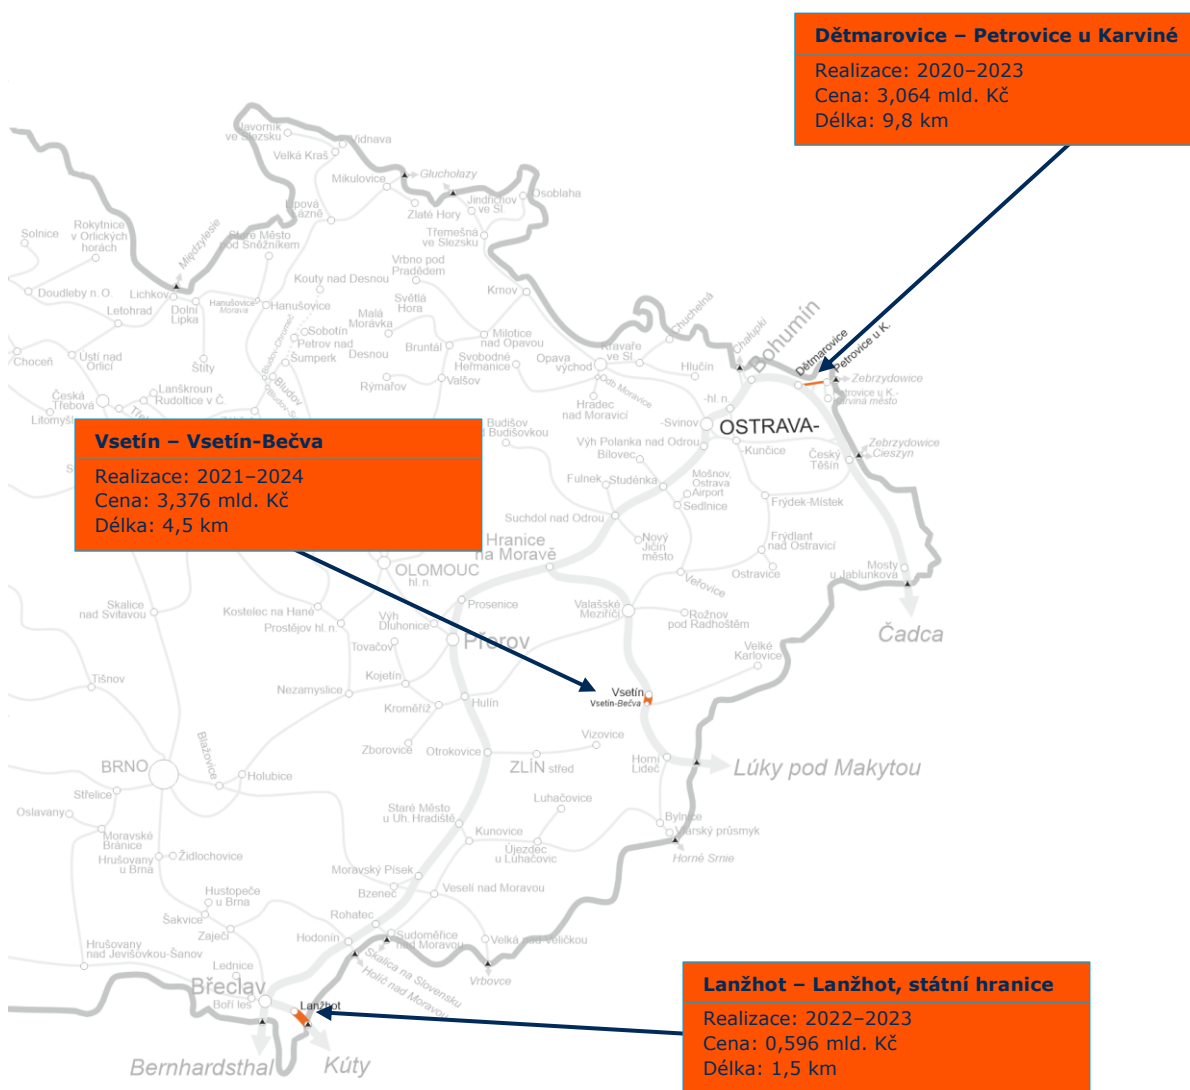 Dětmarovice – Petrovice u Karviné
Realizace: 2020–2023
Cena: 3,064 mld. Kč
Délka: 9,8 km
Javorník
ve Slezsku
Vidnava
Velká Kraš
Głuchołazy
Mikulovice
Jindřichov
ve Sl.
Osoblaha
Lipová
Lázně
Zlaté Hory
Rokytnice
v Orlických
horách
Solnice
Międzylesie
Staré Město
pod Sněžníkem
Třemešná
ve Slezsku
Vrbno pod
Pradědem
Kouty nad Desnou
Doudleby n. O.
Lichkov
Letohrad
Dolní
Lipka
Hanušovice
Morava
Hanušovice
Světlá
Hora
Malá
Morávka
Krnov
Chuchelná
Chałupki
Bohumín
Dětmarovice
Petrovice u K.
Sobotín
Petrov nad
Desnou
Milotice
nad Opavou
Bruntál
Kravaře
ve Sl.
Choceň
Ústí nad
Orlicí
Štíty
Šumperk
Svobodné
Heřmanice
Opava
východ
Hlučín
Zebrzydowice
Petrovice u K.-
Karviná město
Česká
Třebová
Lanškroun
Rudoltice v Č.
Bludov
Rýmařov
Valšov
Odb Moravice
Hradec
nad Moravicí
-hl. n.
Litomyšl
-Svinov
OSTRAVA-
Vsetín – Vsetín-Bečva
Realizace: 2021–2024
Cena: 3,376 mld. Kč
Délka: 4,5 km
Budišov
nad Budišovkou
Výh Polanka nad Odrou
Bílovec
-Kunčice
Zebrzydowice
Cieszyn
Český
Těšín
Fulnek
Studénka
Mošnov,
Ostrava
Airport
Sedlnice
Frýdek-Místek
Suchdol nad Odrou
Hranice
na Moravě
Nový
Jičín
město
Frýdlant
nad Ostravicí
OLOMOUC
hl. n.
Veřovice
Ostravice
Mosty
u Jablunkova
Skalice
nad Svitavou
Kostelec na Hané
Prosenice
Valašské
Meziříčí
Rožnov
pod Radhoštěm
Prostějov hl. n.
Výh
Dluhonice
Přerov
Čadca
Tovačov
Velké
Karlovice
Tišnov
Kojetín
Nezamyslice
Hulín
Vsetín
Vsetín-Bečva
Kroměříž
Blažovice
Zborovice
Otrokovice
Vizovice
ZLÍN střed
Horní
Lideč
Lúky pod Makytou
BRNO
Holubice
Střelice
Oslavany
Luhačovice
Staré Město
u Uh. Hradiště
Bylnice
Vlárský průsmyk
Moravské
Bránice
Hrušovany
u Brna
Židlochovice
Kunovice
Újezdec
u Luhačovic
Horné Srnie
Moravský Písek
Bzenec
Veselí nad Moravou
Hustopeče
u Brna
Šakvice
Zaječí
Rohatec
Hodonín
Sudoměřice
nad Moravou
Velká nad Veličkou
Hrušovany
nad Jevišovkou-Šanov
Lednice
Skalica na Slovensku
Holíč nad Moravou
Vrbovce
Břeclav
Boří les
Lanžhot
Bernhardsthal
Kúty
Lanžhot – Lanžhot, státní hranice
Realizace: 2022–2023
Cena: 0,596 mld. Kč
Délka: 1,5 km